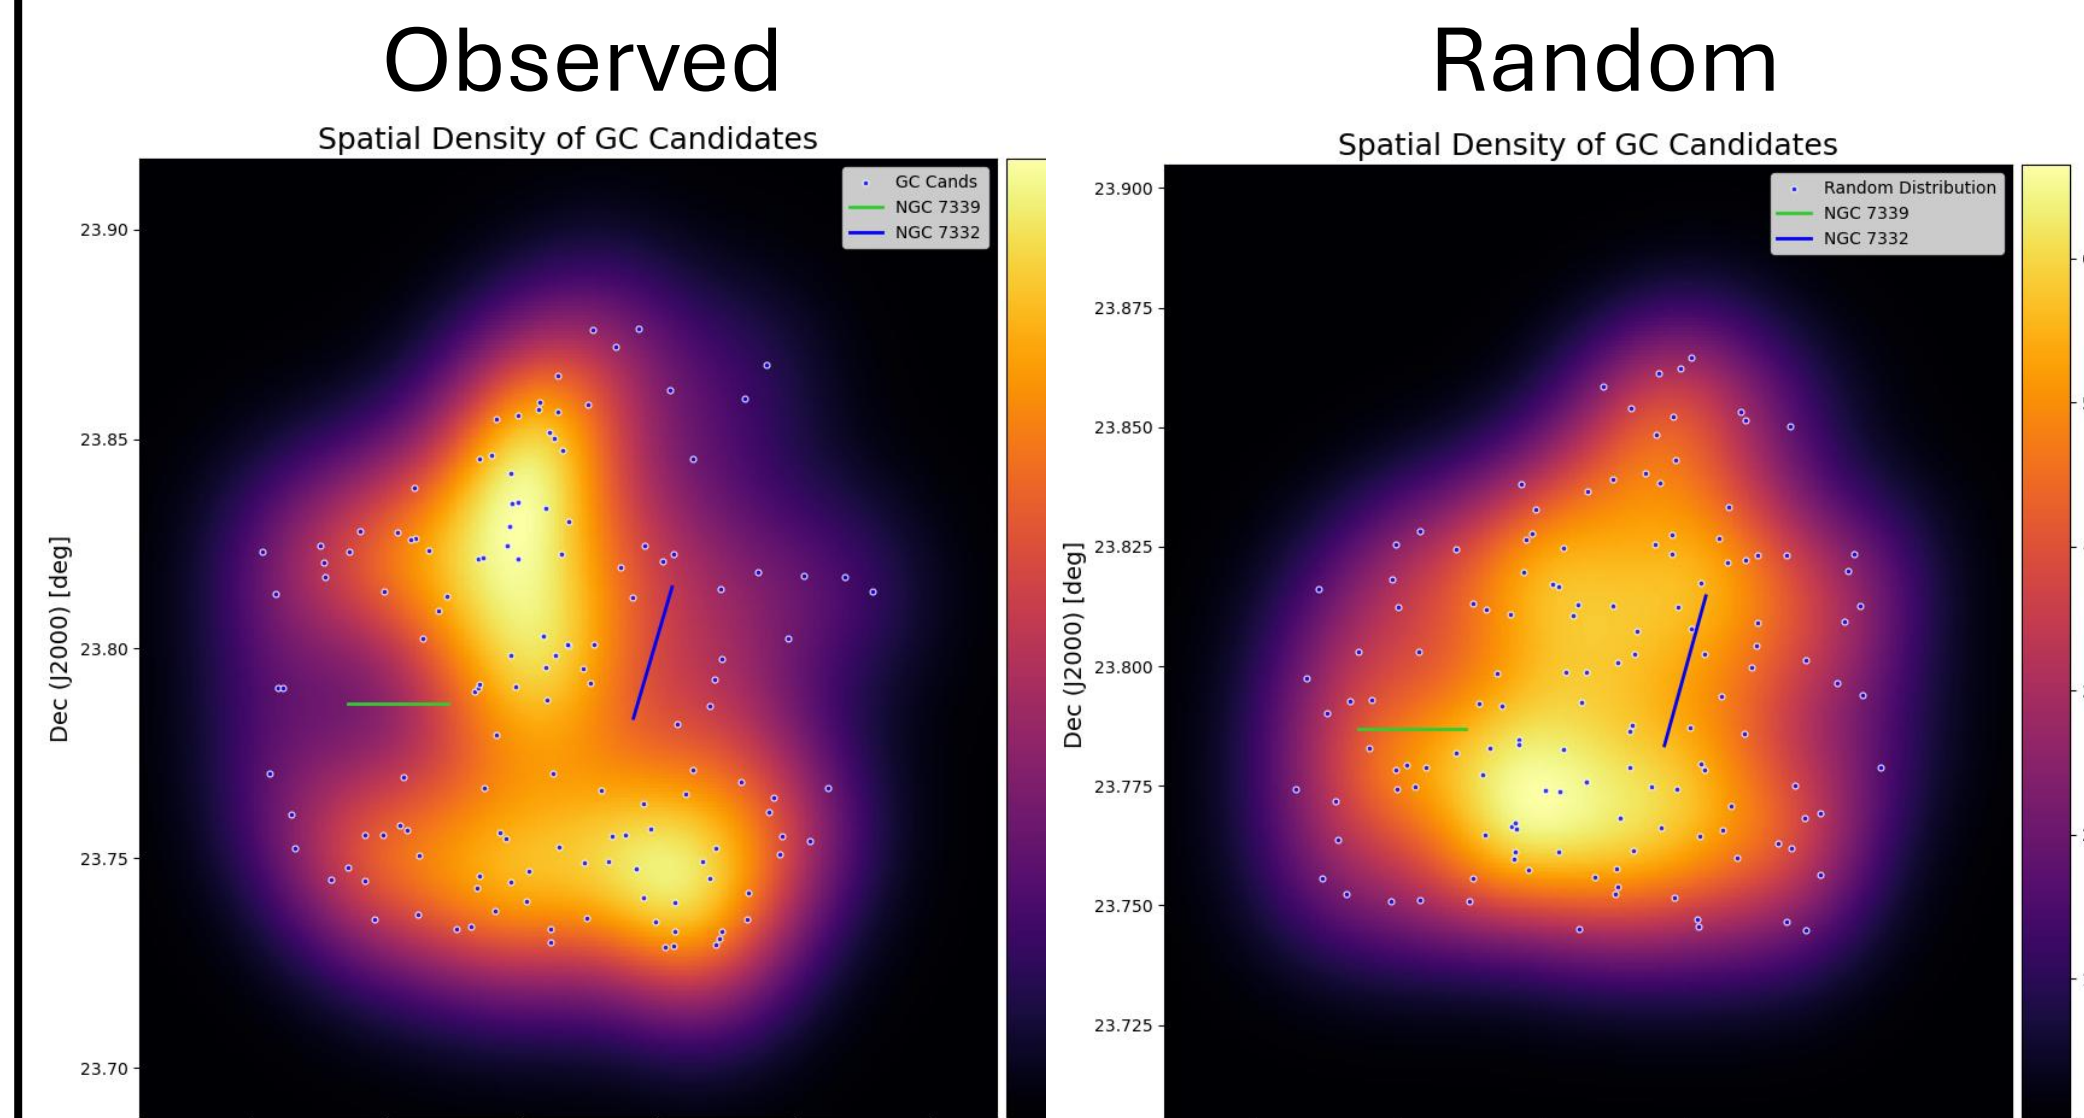 Observed
Spatial Density of GC Candidates
GC Cands
NGC 7339
NGC 7332
23.90
23.85
23.80
23.75
23.70
Dec (J2000) [deg]
Random
Spatial Density of GC Candidates
Random Distribution
NGC 7339
NGC 7332
23.900
23.875
23.850
23.825
23.800
23.775
23.750
23.725
Dec (J2000) [deg]